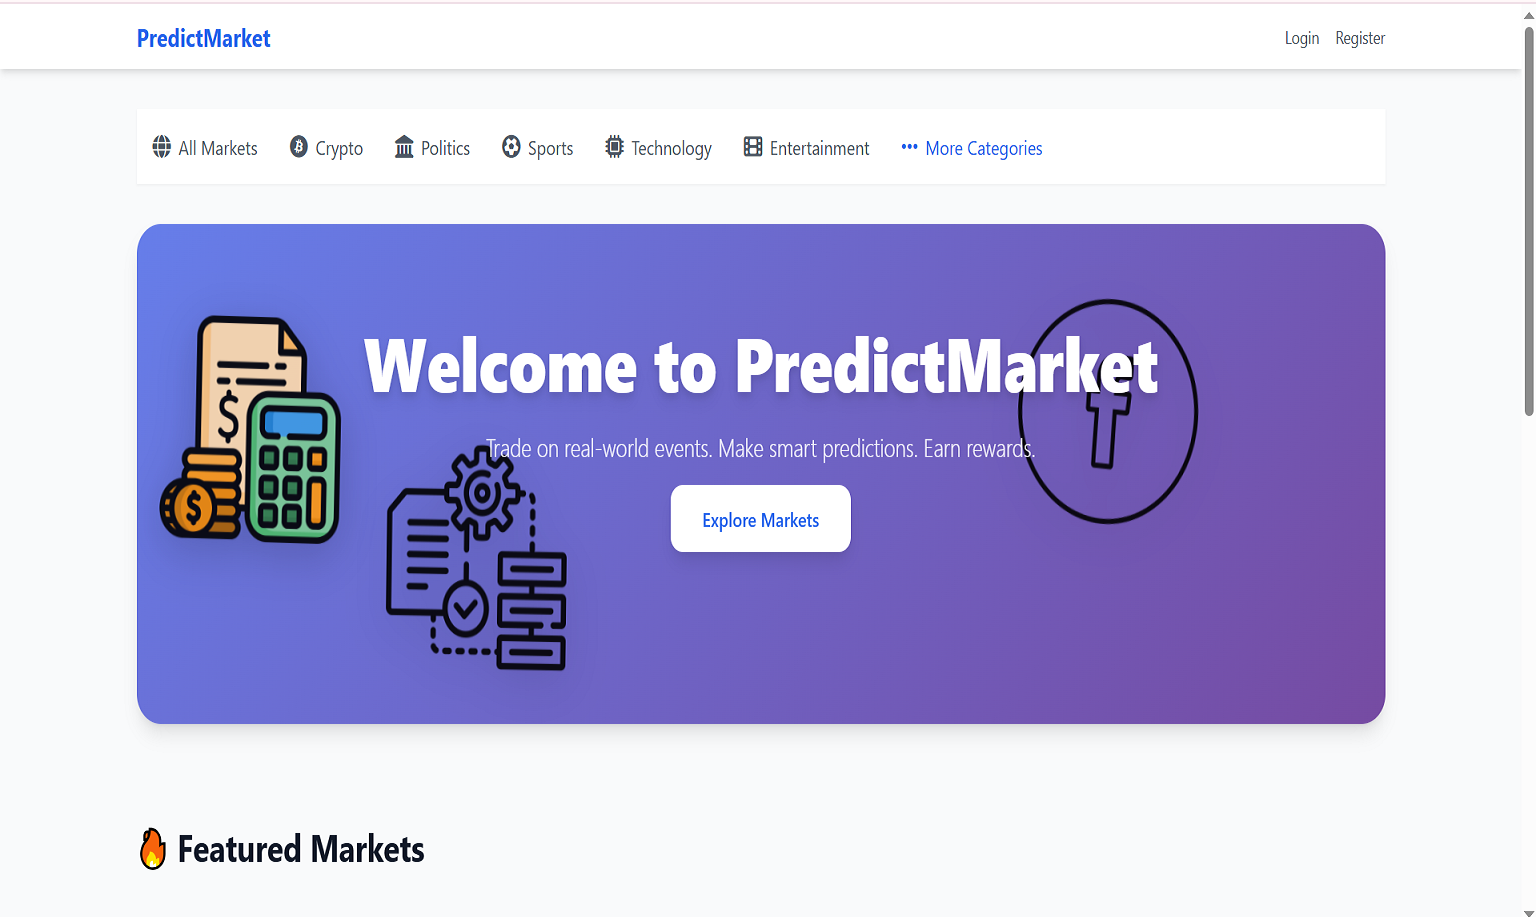 PredictMarket
Login Register
All Markets Crypto Politics Sports Technology Entertainment ••• More Categories
Welcome to PredictMarket
Trade on real-world events. Make smart predictions. Earn rewards.
Explore Markets
$
$
f
Featured Markets